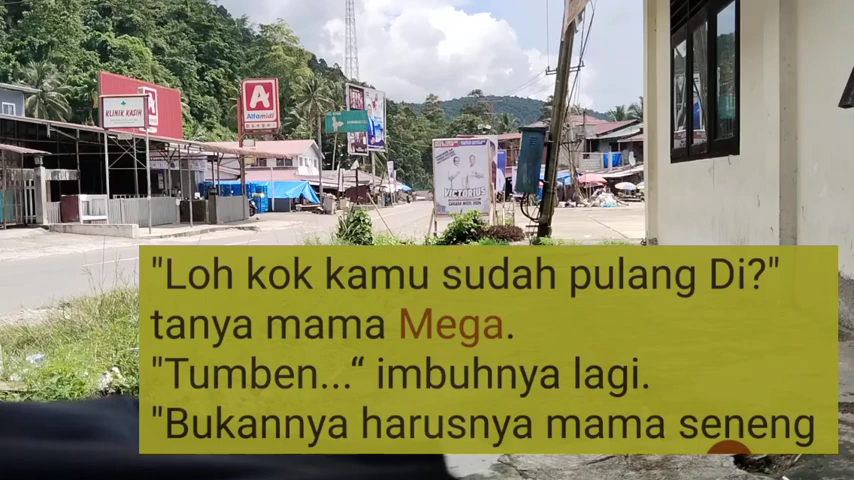 KLINIK KASIH
A
Alfamidi
VICTORIUS
"Loh kok kamu sudah pulang Di?"
tanya mama Mega.
"Tumben...“ imbuhnya lagi.
"Bukannya harusnya mama seneng